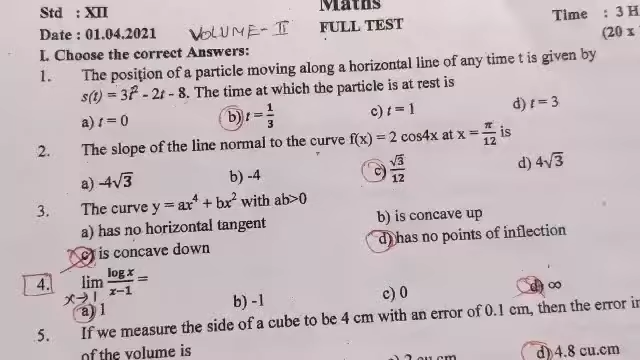 Std : XII
Maths
Time : 3 H
Date : 01.04.2021
VOLUME - II
FULL TEST
(20 x
I. Choose the correct Answers:
1. The position of a particle moving along a horizontal line of any time t is given by
s(t) = 3t² - 2t - 8. The time at which the particle is at rest is
a) t = 0 b) t = 1/3 c) t = 1 d) t = 3
2. The slope of the line normal to the curve f(x) = 2 cos4x at x = π/12 is
a) -4√3 b) -4 c) √3/12 d) 4√3
3. The curve y = ax⁴ + bx² with ab>0
a) has no horizontal tangent b) is concave up
c) is concave down d) has no points of inflection
4. lim x→1 log x/x-1 =
a) 1 b) -1 c) 0 d) ∞
5. If we measure the side of a cube to be 4 cm with an error of 0.1 cm, then the error in
of the volume is
cu.cm d) 4.8 cu.cm